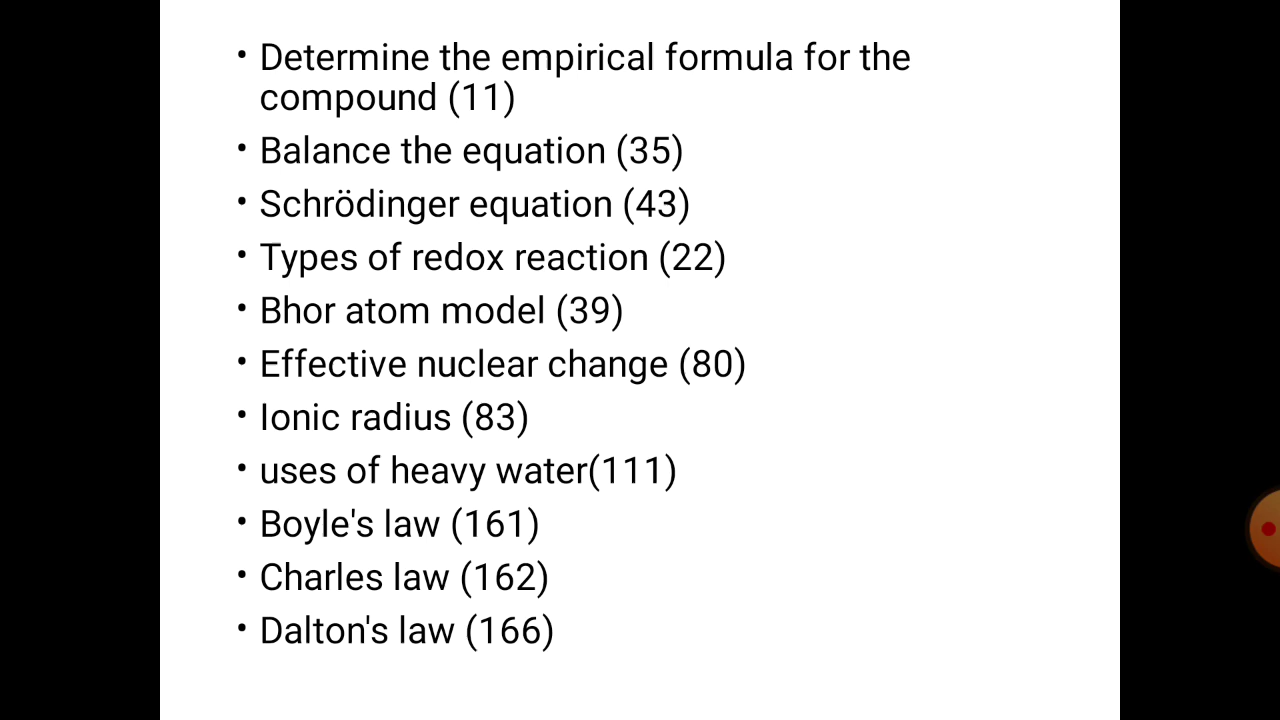 • Determine the empirical formula for the
compound (11)
• Balance the equation (35)
• Schrödinger equation (43)
• Types of redox reaction (22)
• Bhor atom model (39)
• Effective nuclear change (80)
• Ionic radius (83)
• uses of heavy water(111)
• Boyle's law (161)
• Charles law (162)
• Dalton's law (166)